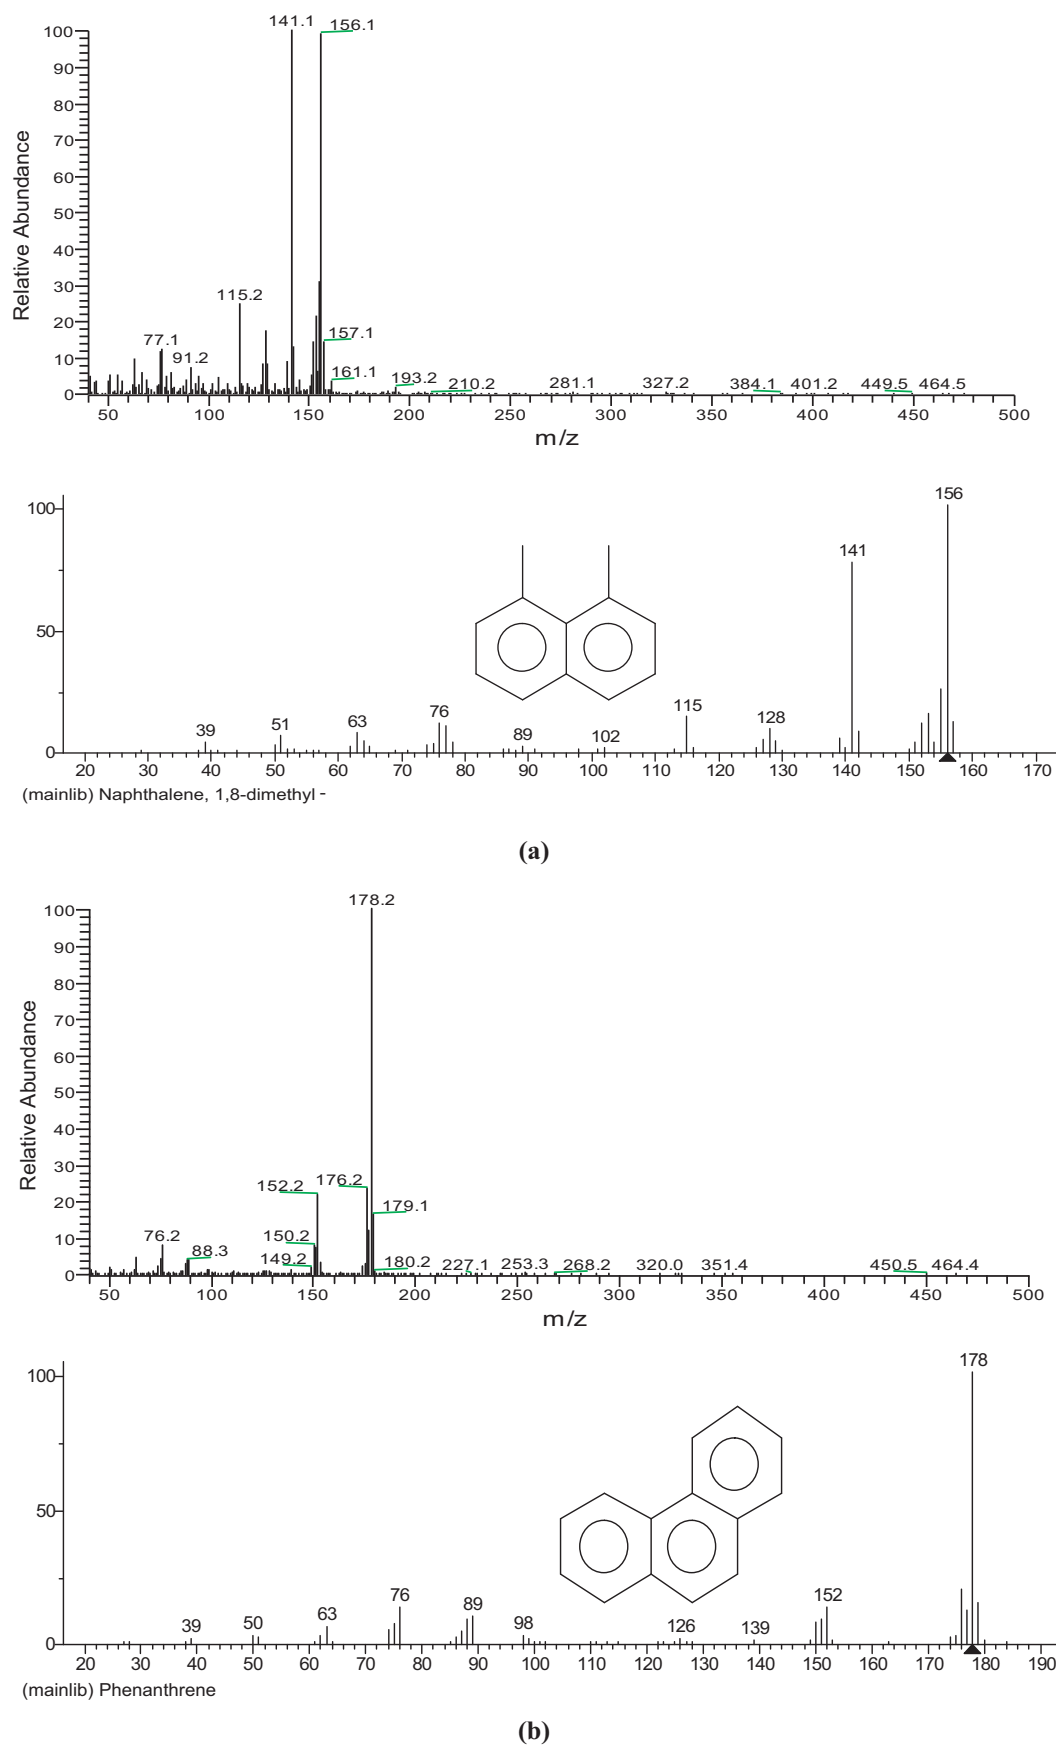 141.1 156.1
100
90
80
70
60
50
40
30
20
10
0
Relative Abundance
115.2
77.1
91.2
157.1
161.1 193.2 210.2 281.1 327.2 384.1 401.2 449.5 464.5
50 100 150 200 250 300 350 400 450 500
m/z
100
50
0
156
141
39 51 63 76 89 102 115 128
20 30 40 50 60 70 80 90 100 110 120 130 140 150 160 170
(mainlib) Naphthalene, 1,8-dimethyl -
(a)
178.2
100
90
80
70
60
50
40
30
20
10
0
Relative Abundance
152.2 176.2
179.1
76.2 88.3 150.2
149.2 180.2 227.1 253.3 268.2 320.0 351.4 450.5 464.4
50 100 150 200 250 300 350 400 450 500
m/z
178
100
50
0
39 50 63 76 89 98 126 139 152
20 30 40 50 60 70 80 90 100 110 120 130 140 150 160 170 180 190
(mainlib) Phenanthrene
(b)